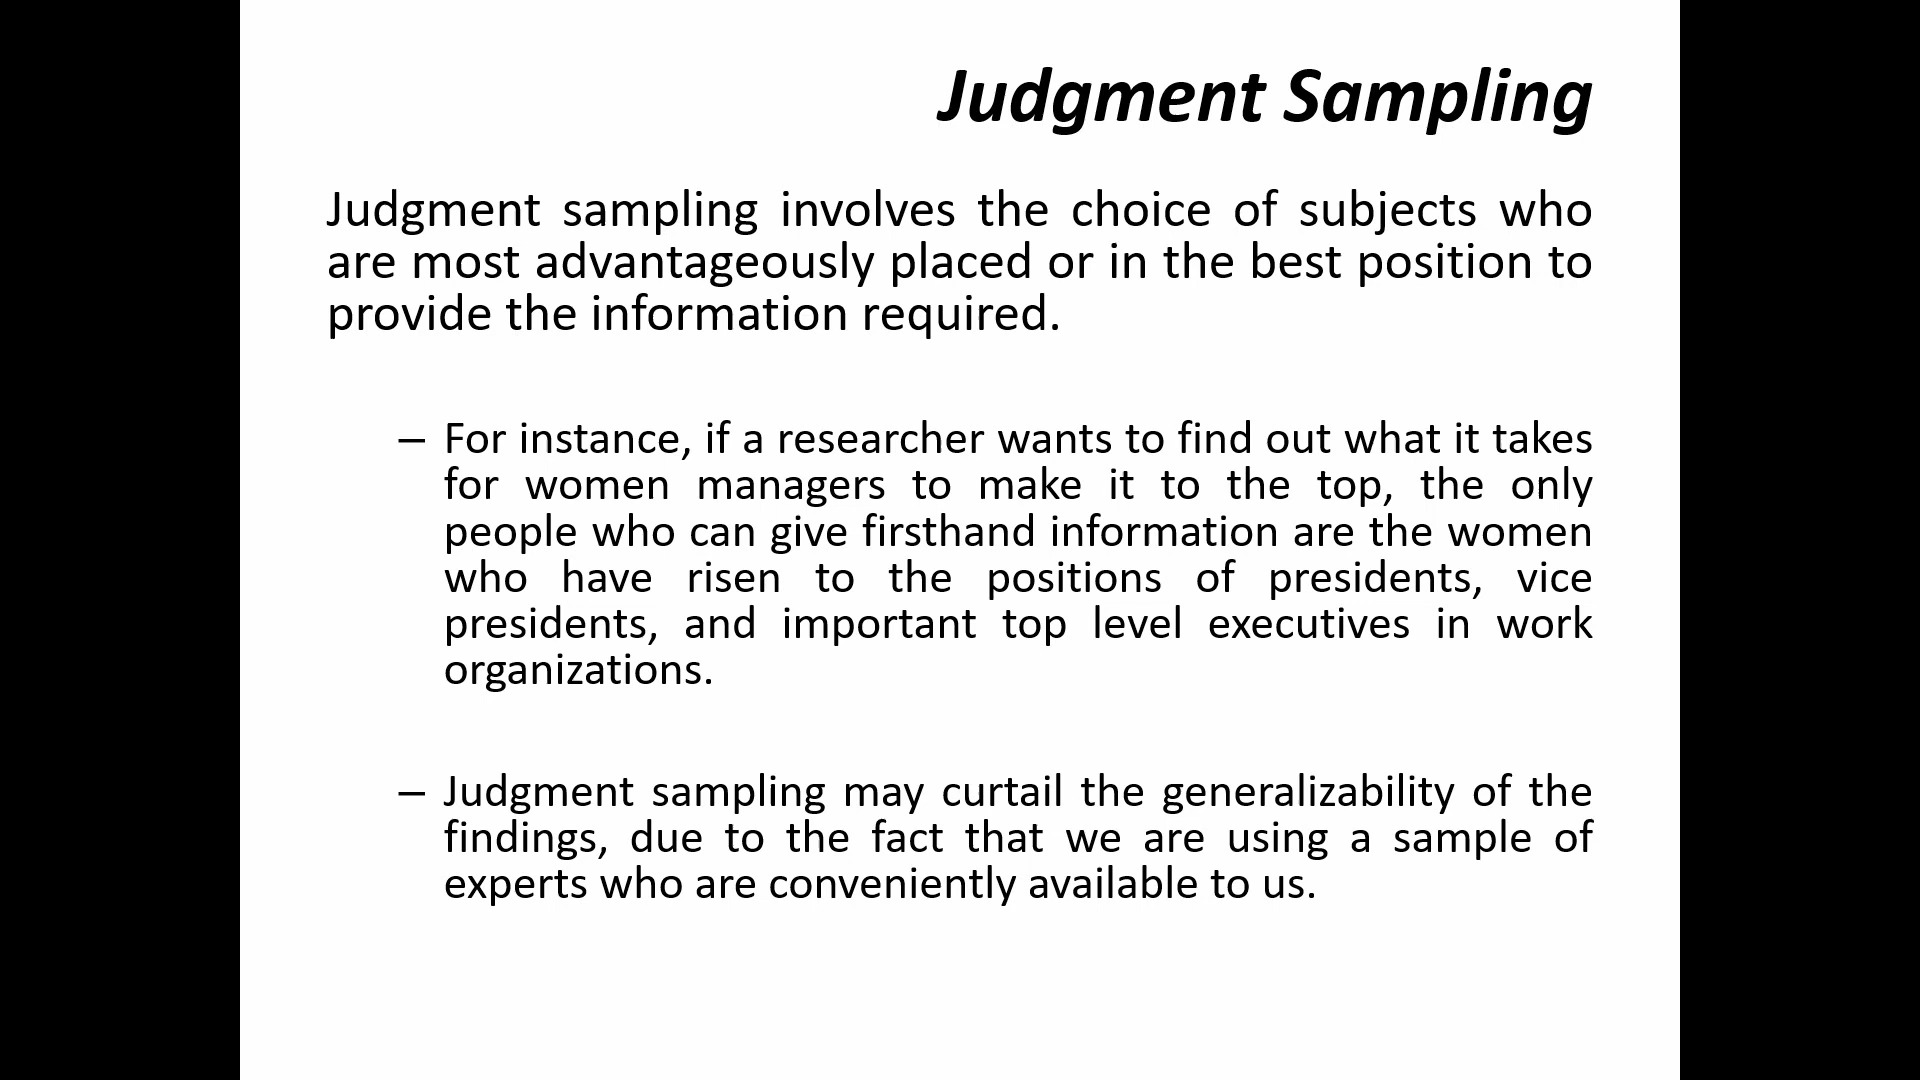 Judgment Sampling
Judgment sampling involves the choice of subjects who
are most advantageously placed or in the best position to
provide the information required.
– For instance, if a researcher wants to find out what it takes
for women managers to make it to the top, the only
people who can give firsthand information are the women
who have risen to the positions of presidents, vice
presidents, and important top level executives in work
organizations.
– Judgment sampling may curtail the generalizability of the
findings, due to the fact that we are using a sample of
experts who are conveniently available to us.